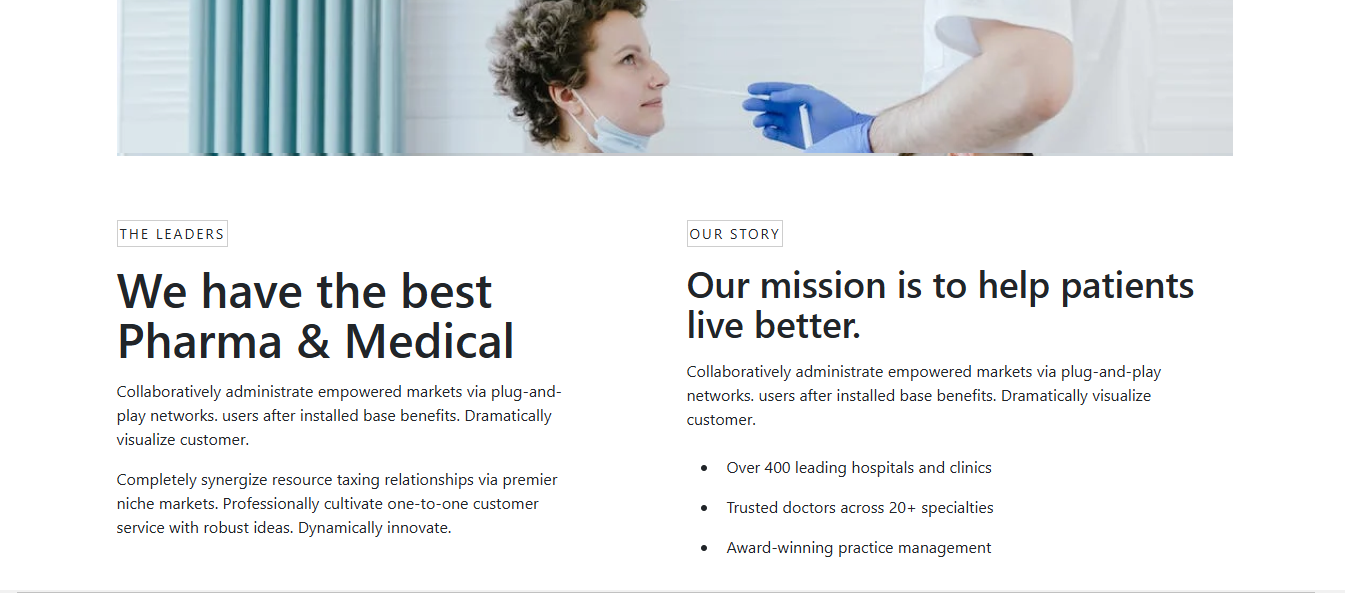 THE LEADERS
We have the best
Pharma & Medical
Collaboratively administrate empowered markets via plug-and-
play networks. users after installed base benefits. Dramatically
visualize customer.
Completely synergize resource taxing relationships via premier
niche markets. Professionally cultivate one-to-one customer
service with robust ideas. Dynamically innovate.
OUR STORY
Our mission is to help patients
live better.
Collaboratively administrate empowered markets via plug-and-play
networks. users after installed base benefits. Dramatically visualize
customer.
• Over 400 leading hospitals and clinics
• Trusted doctors across 20+ specialties
• Award-winning practice management